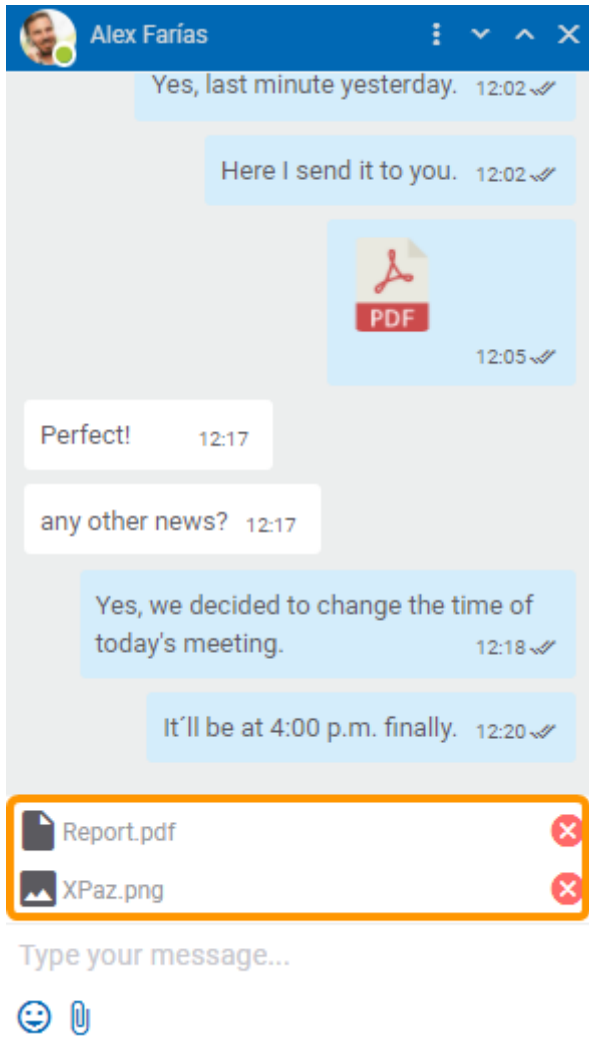 Alex Farías
Yes, last minute yesterday. 12:02
Here I send it to you. 12:02
PDF
12:05
Perfect! 12:17
any other news? 12:17
Yes, we decided to change the time of
today's meeting. 12:18
It´ll be at 4:00 p.m. finally. 12:20
Report.pdf
XPaz.png
Type your message...